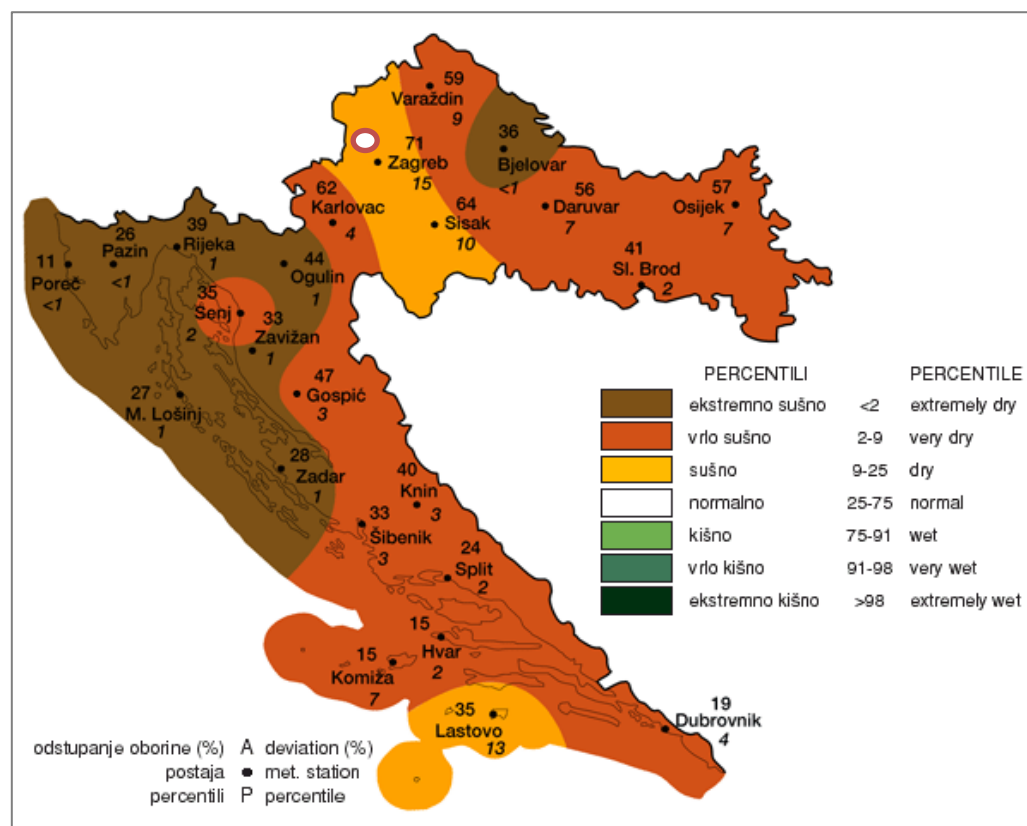 59
Varaždin
9
36
Bjelovar
<1
71
Zagreb
15
62
Karlovac
4
64
Sisak
10
56
Daruvar
7
57
Osijek
7
41
Sl. Brod
2
39
Rijeka
1
26
Pazin
<1
11
Poreč
<1
44
Ogulin
1
35
Senj
2
33
Zavižan
1
27
M. Lošinj
1
47
Gospić
3
28
Zadar
1
40
Knin
3
33
Šibenik
3
24
Split
2
15
Hvar
2
15
Komiža
7
35
Lastovo
13
19
Dubrovnik
4
PERCENTILI PERCENTILE
ekstremno sušno <2 extremely dry
vrlo sušno 2-9 very dry
sušno 9-25 dry
normalno 25-75 normal
kišno 75-91 wet
vrlo kišno 91-98 very wet
ekstremno kišno >98 extremely wet
odstupanje oborine (%) A deviation (%)
postaja ● met. station
percentili P percentile